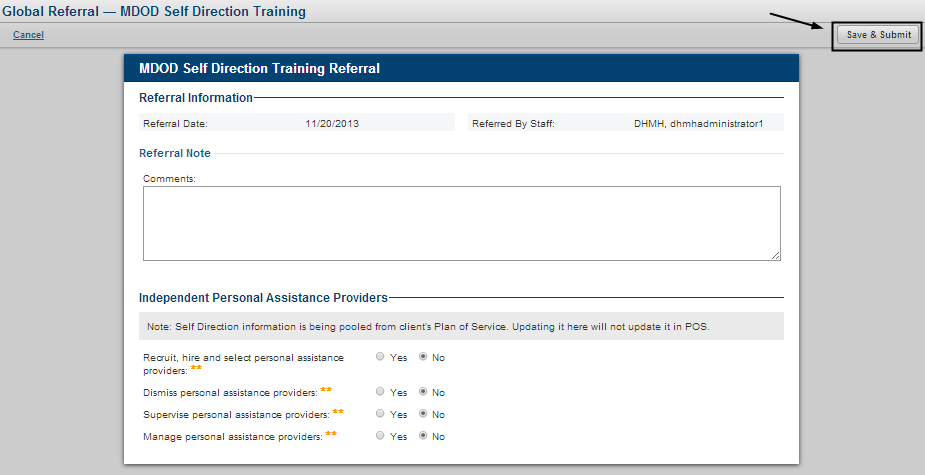 Global Referral — MDOD Self Direction Training
Cancel
Save & Submit
MDOD Self Direction Training Referral
Referral Information
Referral Date: 11/20/2013 Referred By Staff: DHMH, dhmhadministrator1
Referral Note
Comments:
Independent Personal Assistance Providers
Note: Self Direction information is being pooled from client's Plan of Service. Updating it here will not update it in POS.
Recruit, hire and select personal assistance
providers: ** Yes No
Dismiss personal assistance providers: ** Yes No
Supervise personal assistance providers: ** Yes No
Manage personal assistance providers: ** Yes No